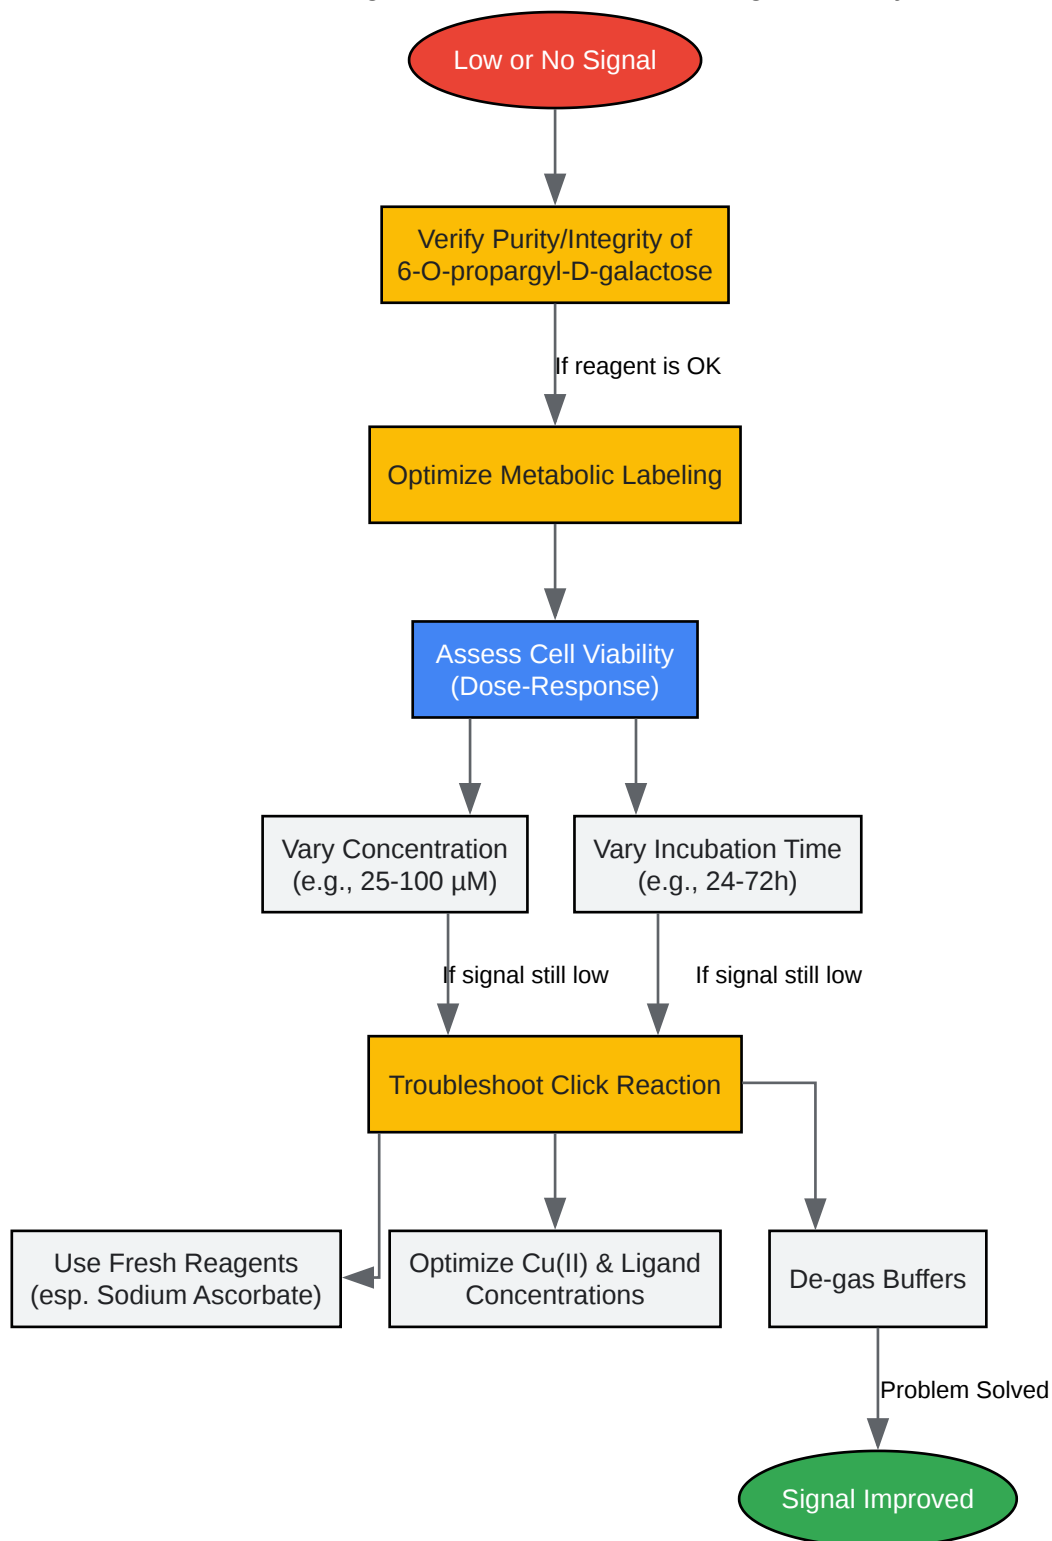 Low or No Signal
Verify Purity/Integrity of
6-O-propargyl-D-galactose
If reagent is OK
Optimize Metabolic Labeling
Assess Cell Viability
(Dose-Response)
Vary Concentration
(e.g., 25-100 µM)
Vary Incubation Time
(e.g., 24-72h)
If signal still low
If signal still low
Troubleshoot Click Reaction
Use Fresh Reagents
(esp. Sodium Ascorbate)
Optimize Cu(II) & Ligand
Concentrations
De-gas Buffers
Problem Solved
Signal Improved